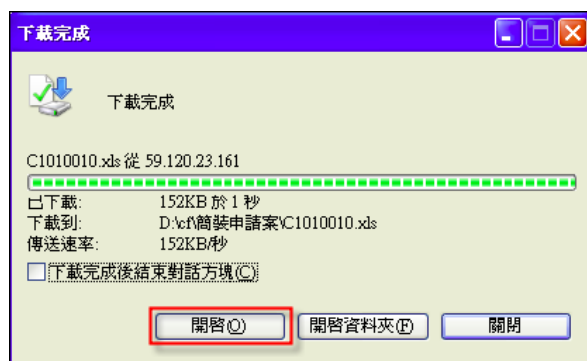 下載完成
下載完成
C1010010.xls 從 59.120.23.161
已下載: 152KB 於 1 秒
下載到: D:\cf\簡裝申請案\C1010010.xls
傳送速率: 152KB/秒
下載完成後結束對話方塊(C)
開啓(O) 開啓資料夾(F) 關閉